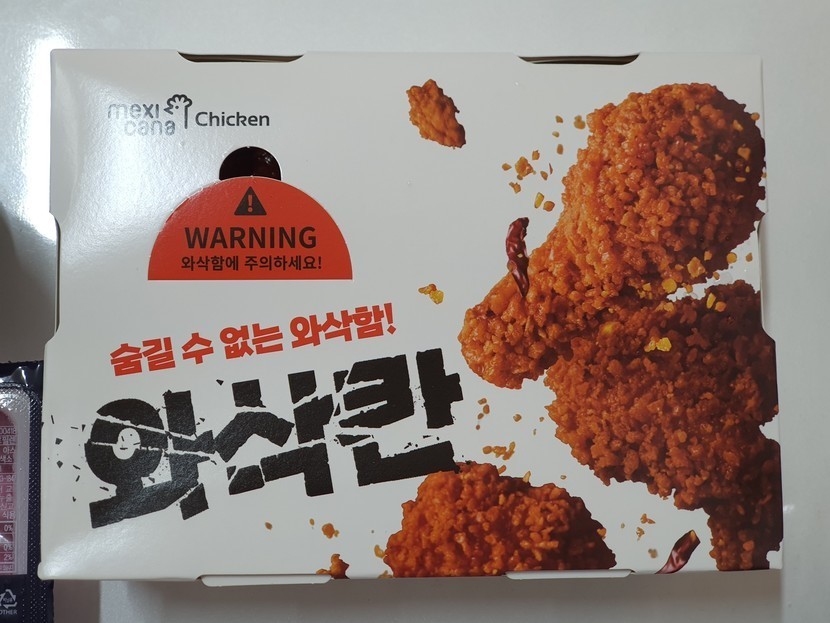 mexi
cana Chicken
WARNING
와삭함에 주의하세요!
숨길 수 없는 와삭함!
와삭칸
OTHER